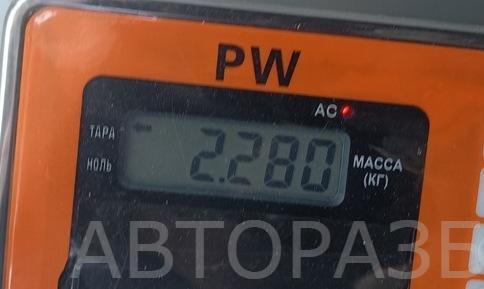 PW
AC
ТАРА
2.280
НОЛЬ
МАССА
(КГ)
АВТОРАЗБ